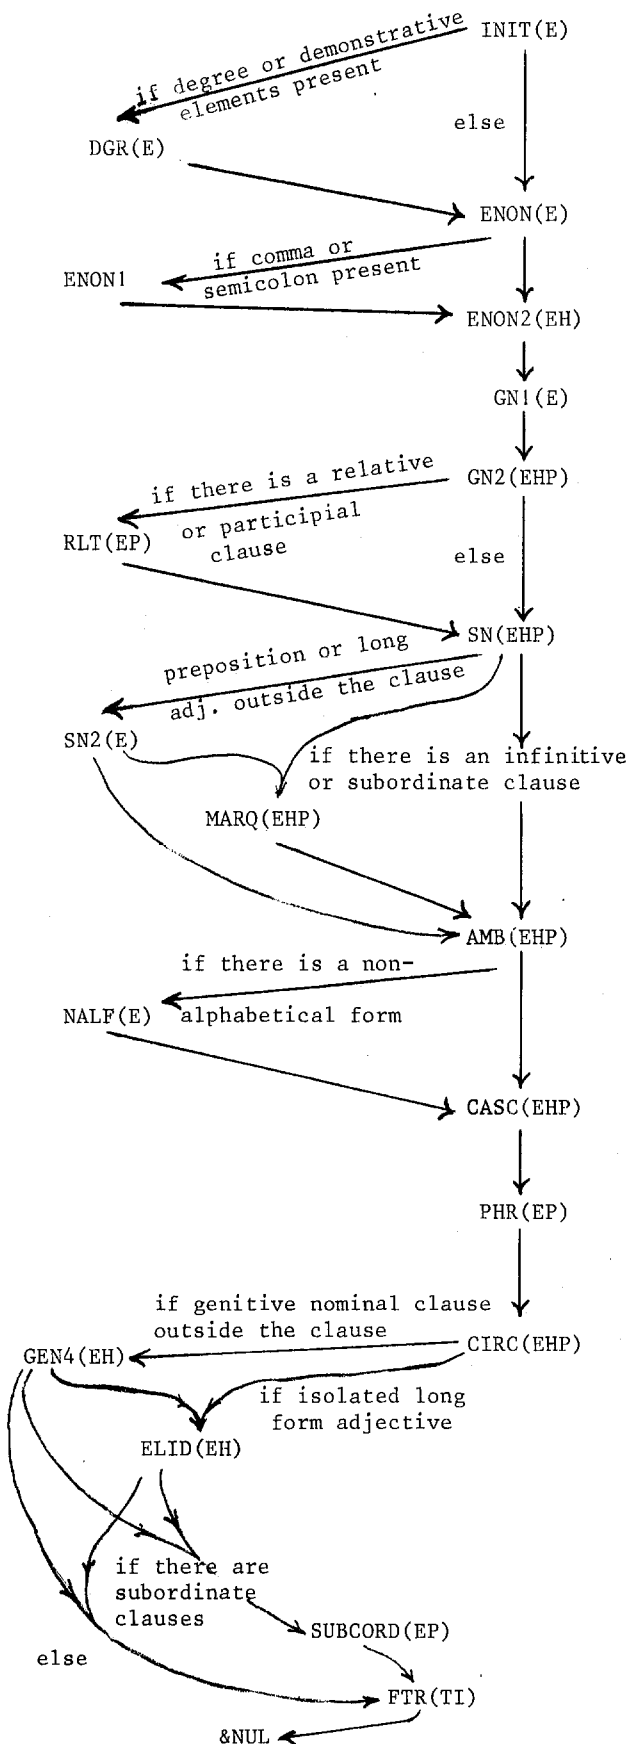 INIT(E)
if degree or demonstrative
elements present
else
DGR(E)
ENON(E)
if comma or
semicolon present
ENON1
ENON2(EH)
GN1(E)
GN2(EHP)
if there is a relative
or participial
clause
RLT(EP)
else
SN(EHP)
preposition or long
adj. outside the clause
SN2(E)
if there is an infinitive
or subordinate clause
MARQ(EHP)
AMB(EHP)
if there is a non-
alphabetical form
NALF(E)
CASC(EHP)
PHR(EP)
if genitive nominal clause
outside the clause
CIRC(EHP)
GEN4(EH)
if isolated long
form adjective
ELID(EH)
if there are
subordinate
clauses
SUBCORD(EP)
else
FTR(TI)
&NUL